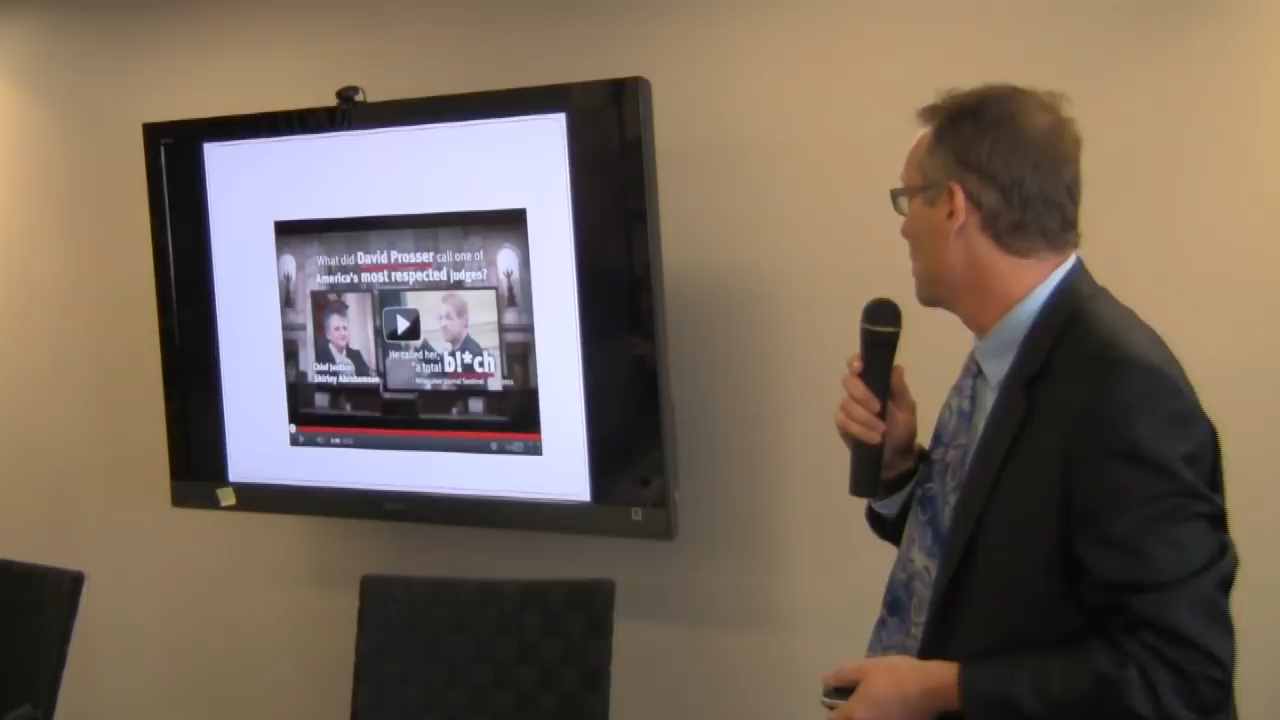 What did David Prosser call one of
America's most respected judges?
He called her,
"a total b!*ch
Chief Justice
Shirley Abrahamson
Milwaukee Journal Sentinel